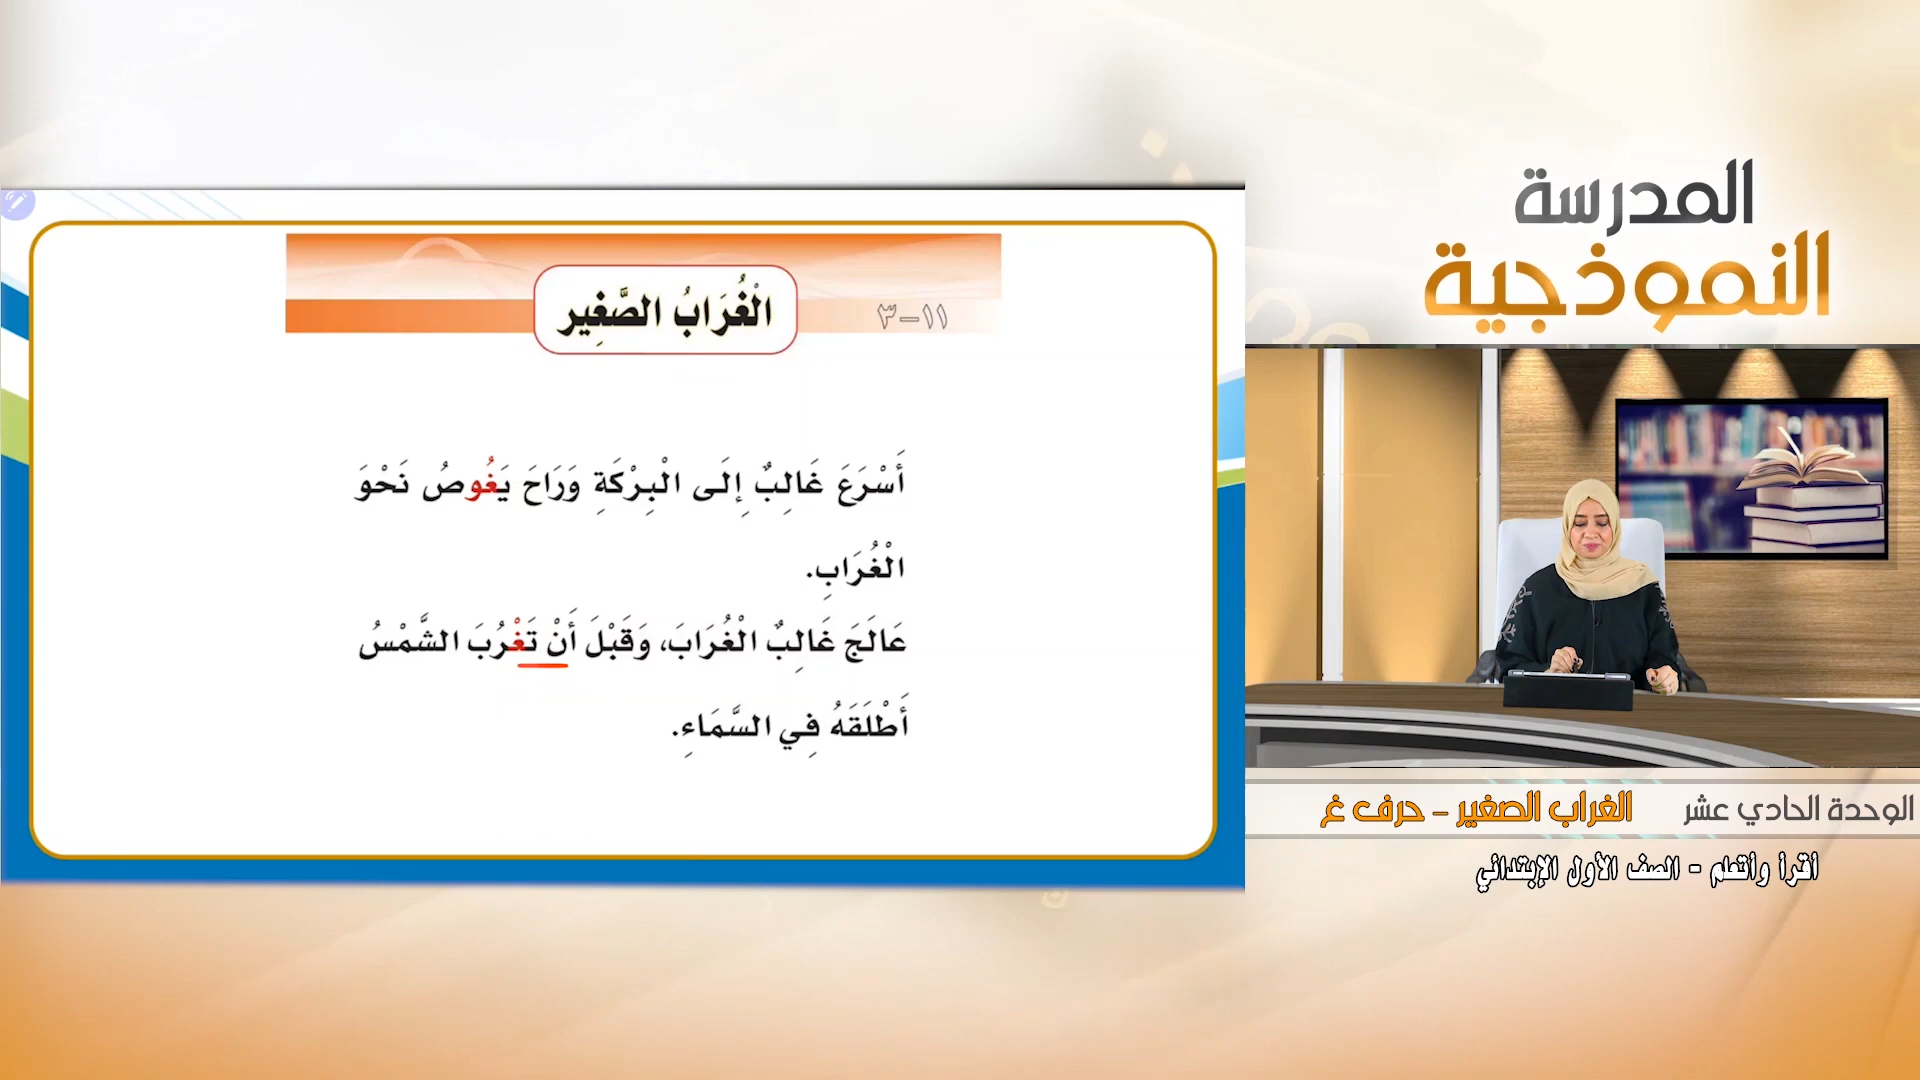 المدرسة
النموذجية
الْغُرَابُ الصَّغِير
١١-٣
أَسْرَعَ غَالِبٌ إِلَى الْبِرْكَةِ وَرَاحَ يَغُوصُ نَحْوَ
الْغُرَابِ.
عَالَجَ غَالِبٌ الْغُرَابَ، وَقَبْلَ أَنْ تَغْرُبَ الشَّمْسُ
أَطْلَقَهُ فِي السَّمَاءِ.
الوحدة الحادي عشر الغراب الصغير - حرف غ
أقرأ وأتعلم - الصف الأول الإبتدائي